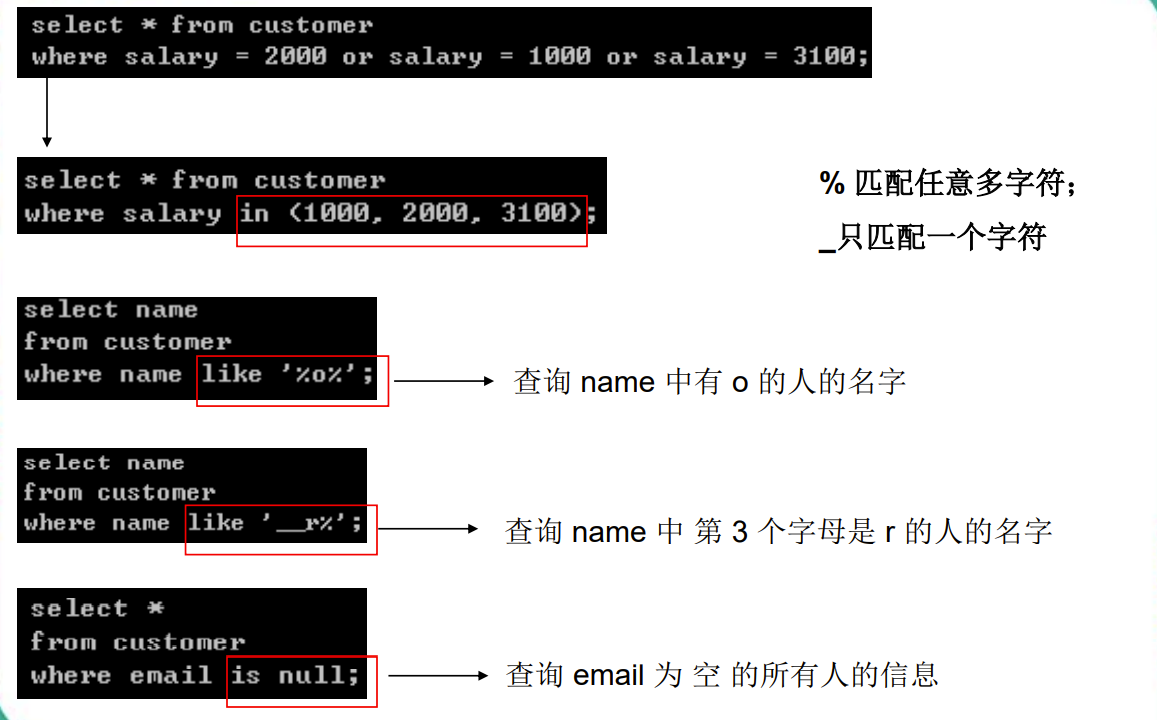 select * from customer
where salary = 2000 or salary = 1000 or salary = 3100;
select * from customer
where salary in (1000, 2000, 3100);
% 匹配任意多字符；
_只匹配一个字符
select name
from customer
where name like '%o%';
查询 name 中有 o 的人的名字
select name
from customer
where name like '__r%';
查询 name 中 第 3 个字母是 r 的人的名字
select *
from customer
where email is null;
查询 email 为 空 的所有人的信息